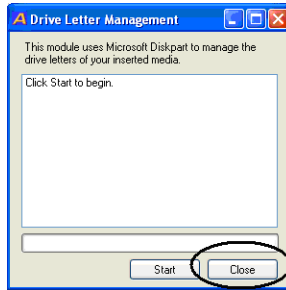 Drive Letter Management
This module uses Microsoft Diskpart to manage the
drive letters of your inserted media.
Click Start to begin.
Start Close